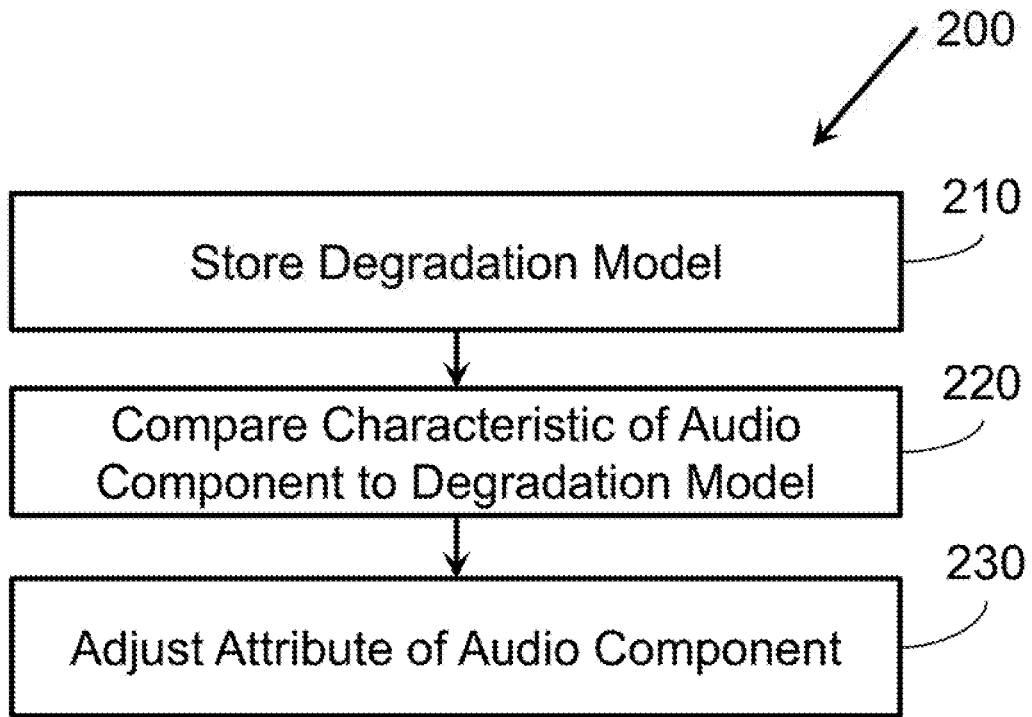 200
210
Store Degradation Model
220
Compare Characteristic of Audio
Component to Degradation Model
230
Adjust Attribute of Audio Component